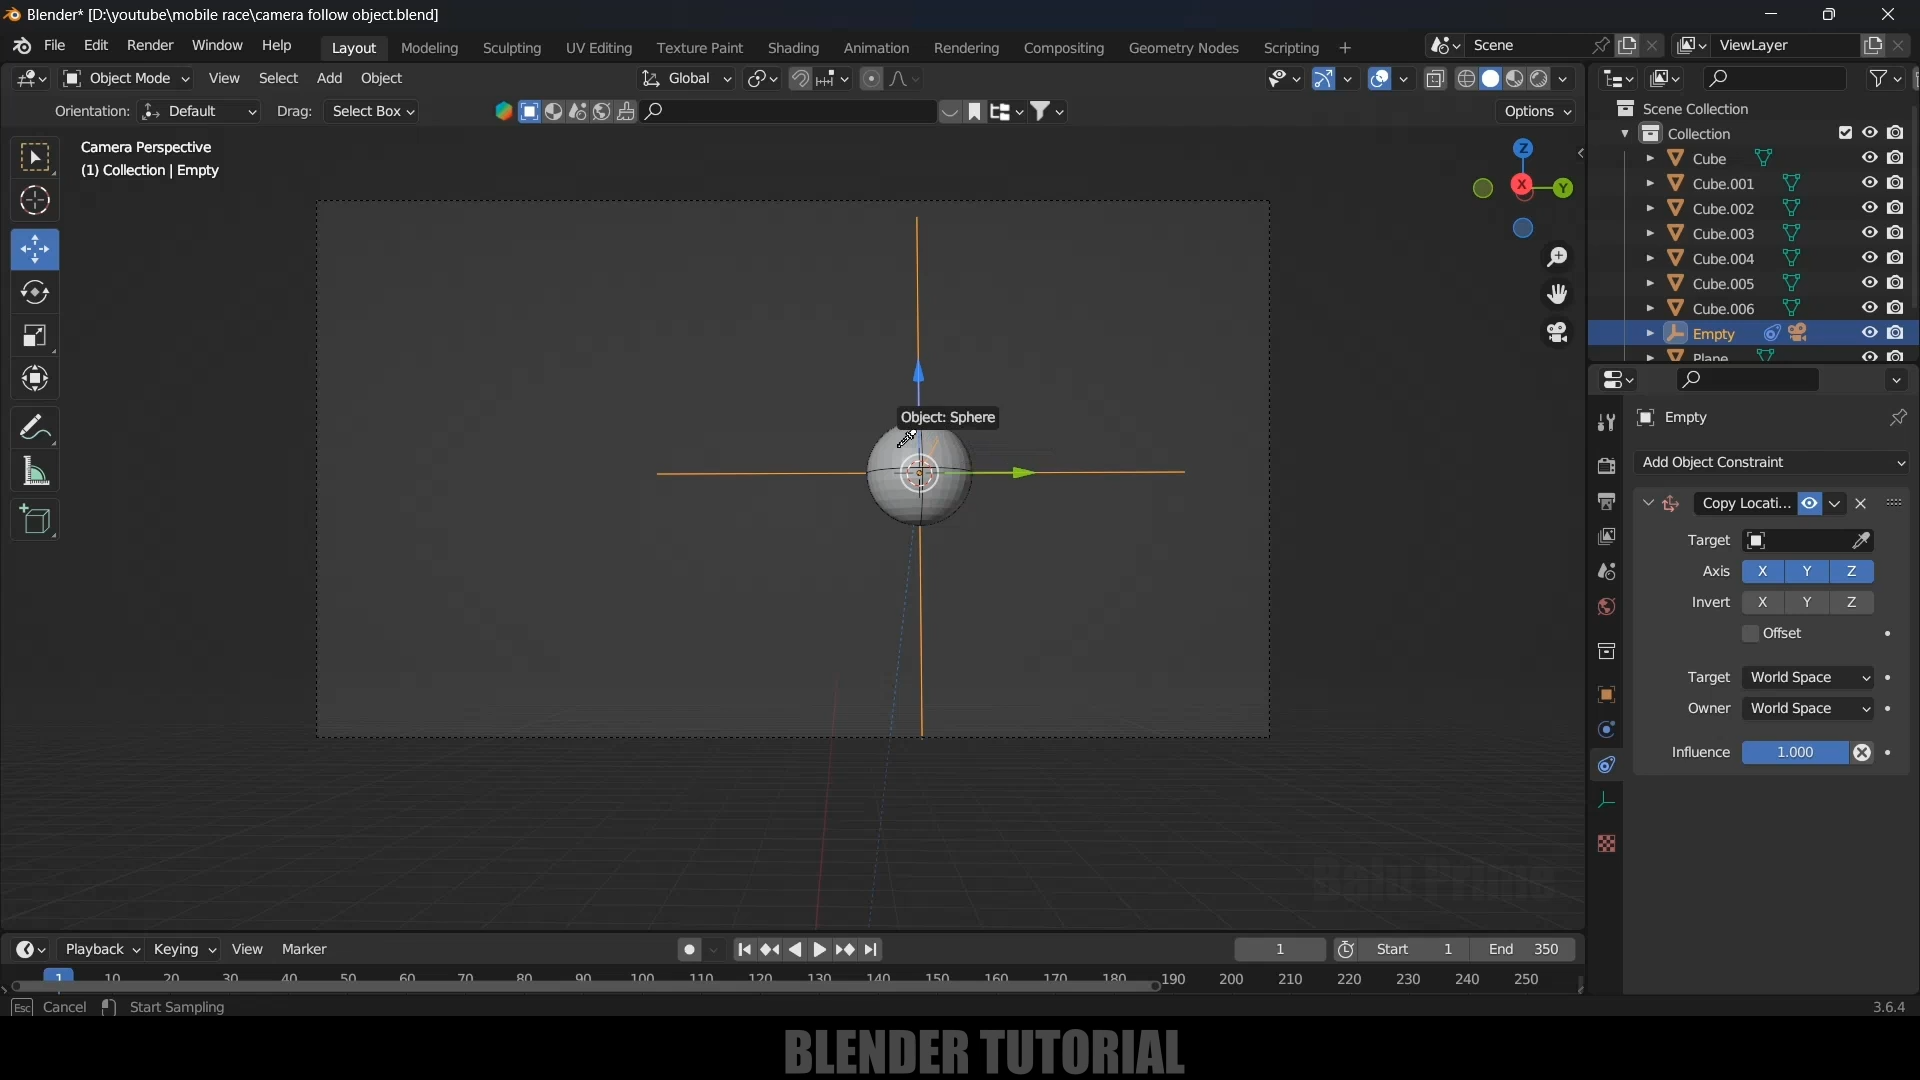 Blender* [D:\youtube\mobile race\camera follow object.blend]
File Edit Render Window Help Layout Modeling Sculpting UV Editing Texture Paint Shading Animation Rendering Compositing Geometry Nodes Scripting + Scene ViewLayer
Object Mode View Select Add Object Global
Orientation: Default Drag: Select Box Options
Camera Perspective
(1) Collection | Empty
Z
X
Y
Object: Sphere
Scene Collection
Collection
Cube
Cube.001
Cube.002
Cube.003
Cube.004
Cube.005
Cube.006
Empty
Plane
Empty
Add Object Constraint
Copy Locati...
Target
Axis X Y Z
Invert X Y Z
Offset
Target World Space
Owner World Space
Influence 1.000
Playback Keying View Marker 1 Start 1 End 350
1 10 20 30 40 50 60 70 80 90 100 110 120 130 140 150 160 170 180 190 200 210 220 230 240 250
Esc Cancel Start Sampling 3.6.4
BLENDER TUTORIAL